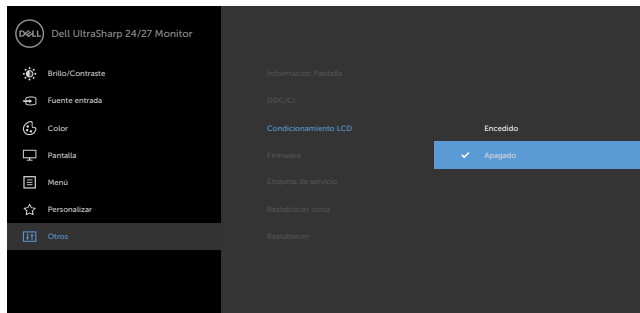 DELL
Dell UltraSharp 24/27 Monitor
Brillo/Contraste
Fuente entrada
Color
Pantalla
Menú
Personalizar
Otros
Información Pantalla
DDC/CI
Condicionamiento LCD
Firmware
Etiqueta de servicio
Restablecer otros
Restablecer
Encedido
Apagado